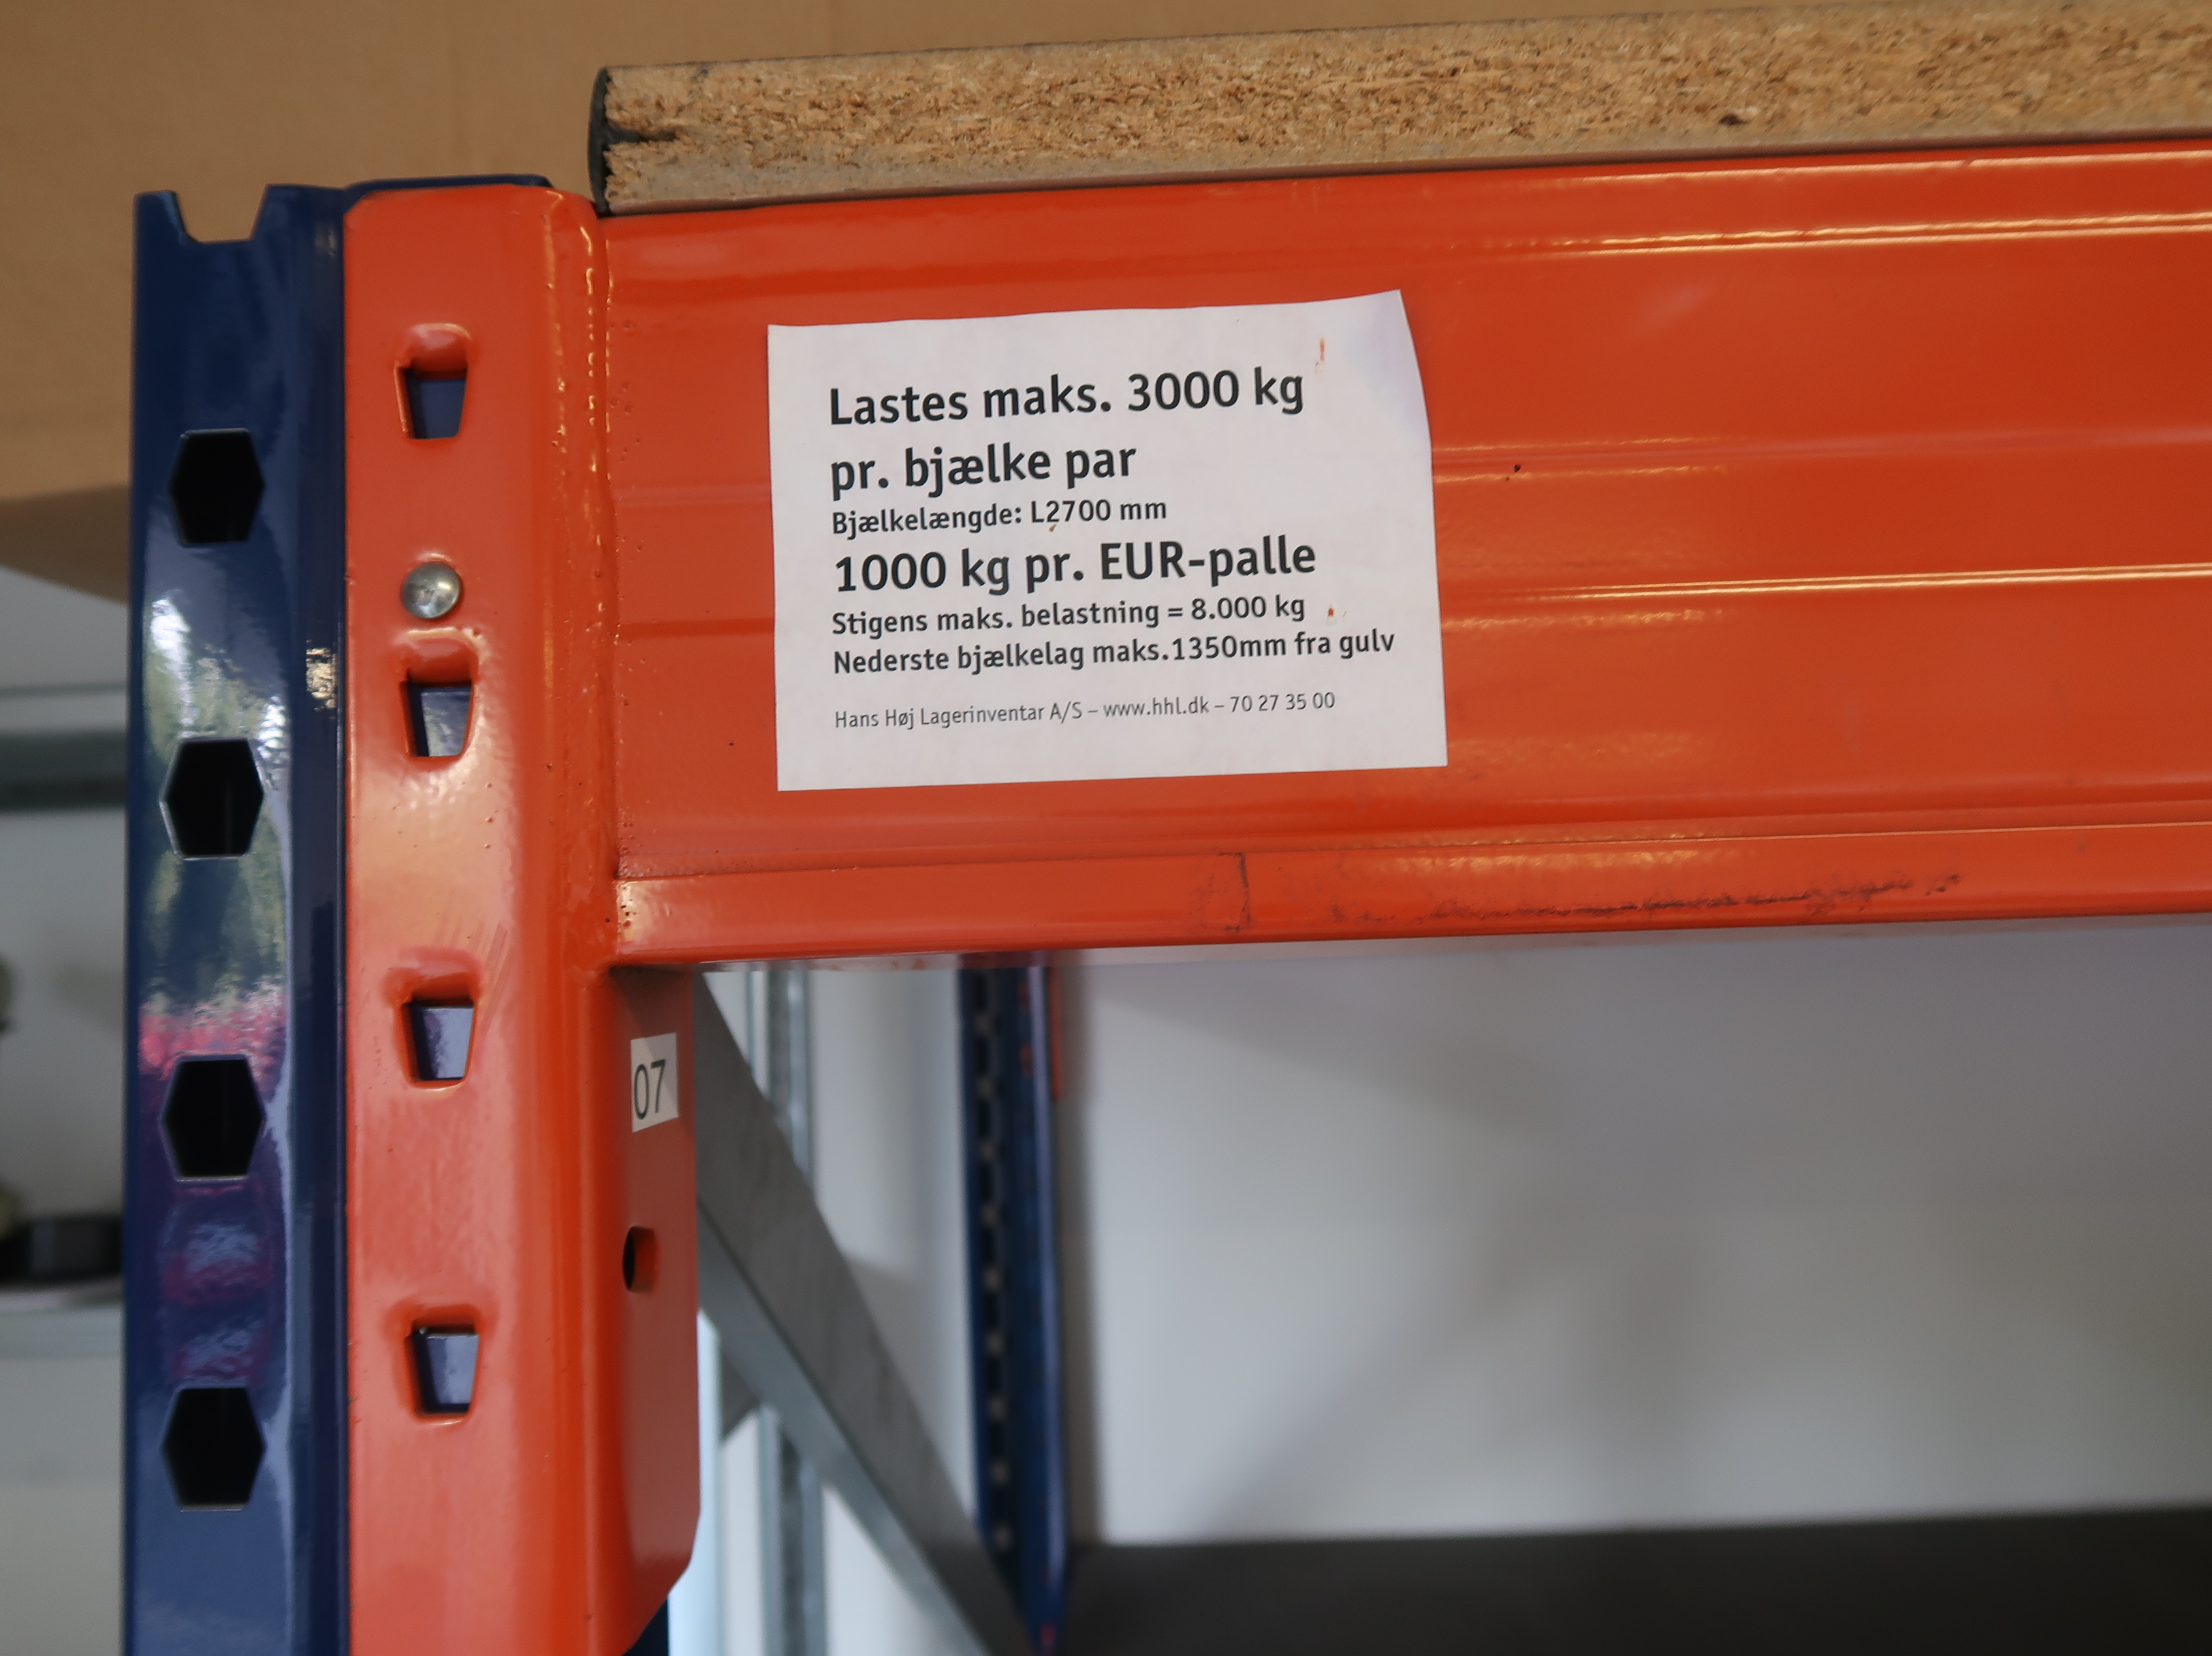 Lastes maks. 3000 kg
pr. bjælke par
Bjælkelængde: L2700 mm
1000 kg pr. EUR-palle
Stigens maks. belastning = 8.000 kg
Nederste bjælkelag maks.1350mm fra gulv
Hans Høj Lagerinventar A/S – www.hhl.dk – 70 27 35 00
07